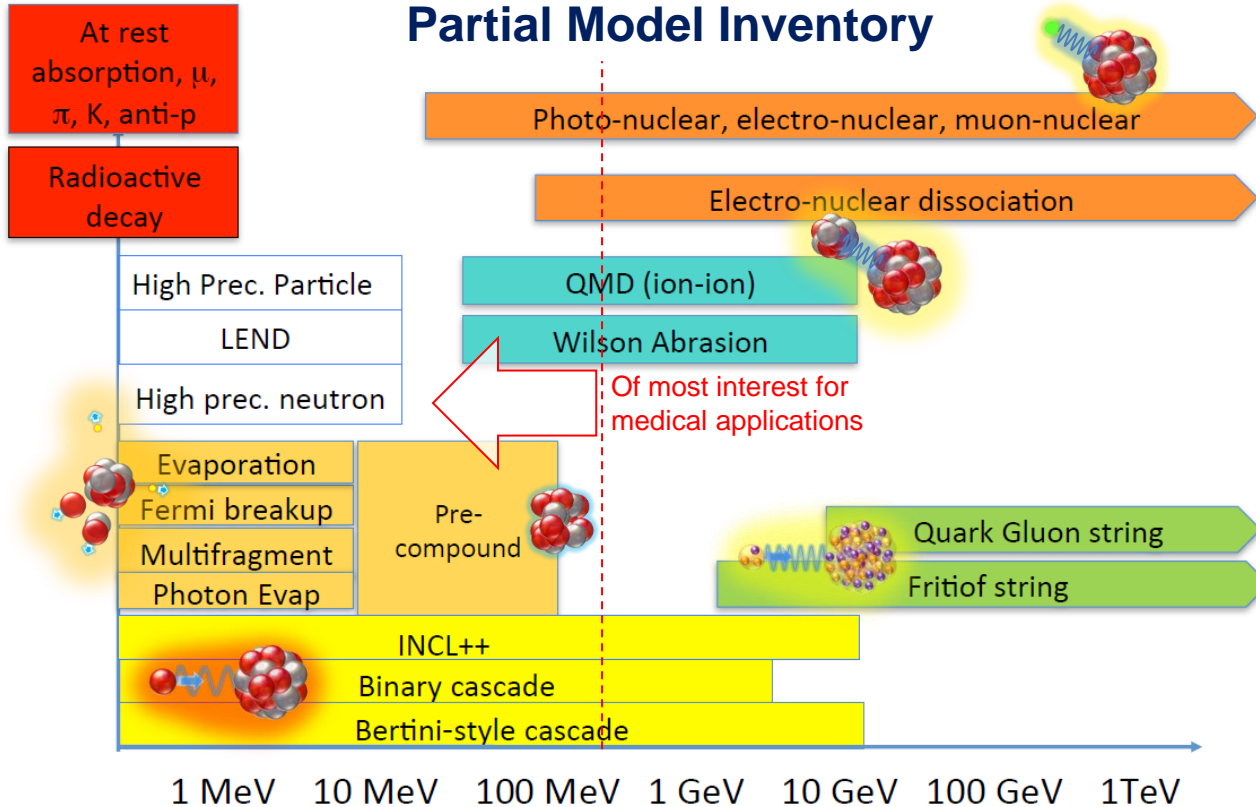 Partial Model Inventory
At rest
absorption, μ,
π, K, anti-p
Photo-nuclear, electro-nuclear, muon-nuclear
Radioactive
decay
Electro-nuclear dissociation
High Prec. Particle
QMD (ion-ion)
LEND
Wilson Abrasion
High prec. neutron
Of most interest for
medical applications
Evaporation
Fermi breakup
Multifragment
Photon Evap
Pre-
compound
Quark Gluon string
Fritiof string
INCL++
Binary cascade
Bertini-style cascade
1 MeV 10 MeV 100 MeV 1 GeV 10 GeV 100 GeV 1TeV